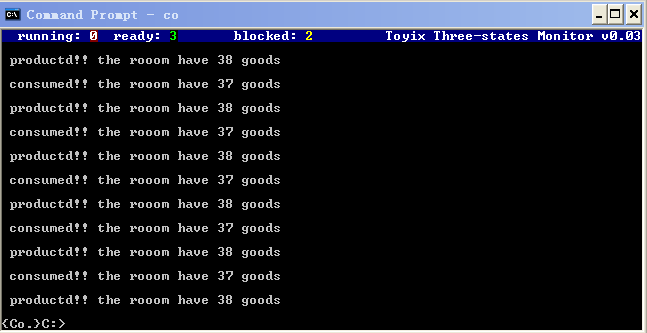 Command Prompt - co
running: 0 ready: 3 blocked: 2 Toyix Three-states Monitor v0.03
productd!! the rooom have 38 goods
consumed!! the rooom have 37 goods
productd!! the rooom have 38 goods
consumed!! the rooom have 37 goods
productd!! the rooom have 38 goods
consumed!! the rooom have 37 goods
productd!! the rooom have 38 goods
consumed!! the rooom have 37 goods
productd!! the rooom have 38 goods
consumed!! the rooom have 37 goods
productd!! the rooom have 38 goods
{Co.}C:>